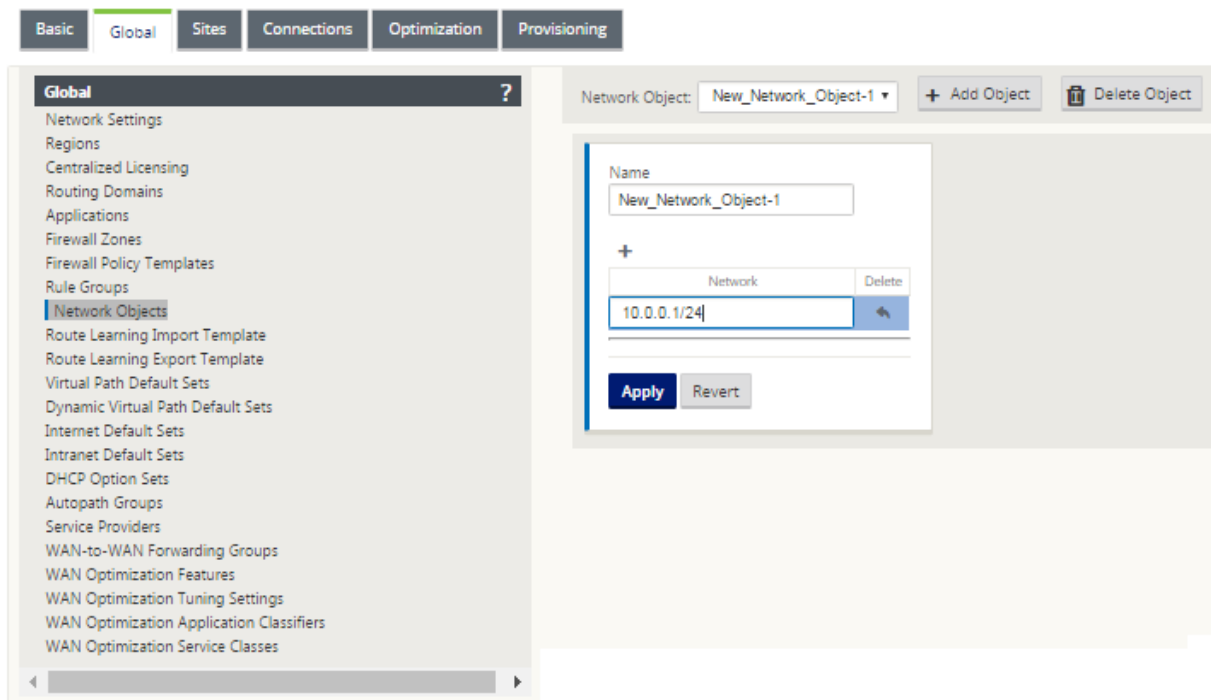 Basic Global Sites Connections Optimization Provisioning
Global ?
Network Settings
Regions
Centralized Licensing
Routing Domains
Applications
Firewall Zones
Firewall Policy Templates
Rule Groups
Network Objects
Route Learning Import Template
Route Learning Export Template
Virtual Path Default Sets
Dynamic Virtual Path Default Sets
Internet Default Sets
Intranet Default Sets
DHCP Option Sets
Autopath Groups
Service Providers
WAN-to-WAN Forwarding Groups
WAN Optimization Features
WAN Optimization Tuning Settings
WAN Optimization Application Classifiers
WAN Optimization Service Classes
Network Object: New_Network_Object-1 + Add Object Delete Object
Name
New_Network_Object-1
+
Network Delete
10.0.0.1/24
Apply Revert